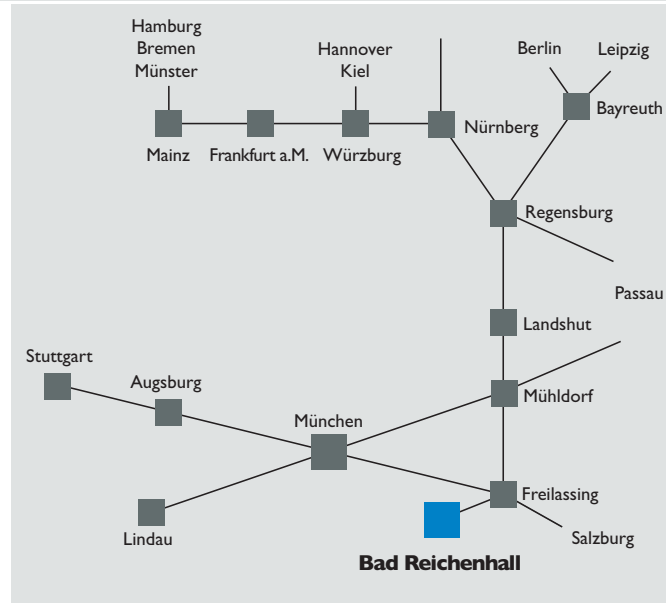 Hamburg
Bremen
Münster
Hannover
Kiel
Berlin
Leipzig
Bayreuth
Nürnberg
Mainz
Frankfurt a.M.
Würzburg
Regensburg
Passau
Landshut
Stuttgart
Augsburg
Mühldorf
München
Freilassing
Lindau
Salzburg
Bad Reichenhall